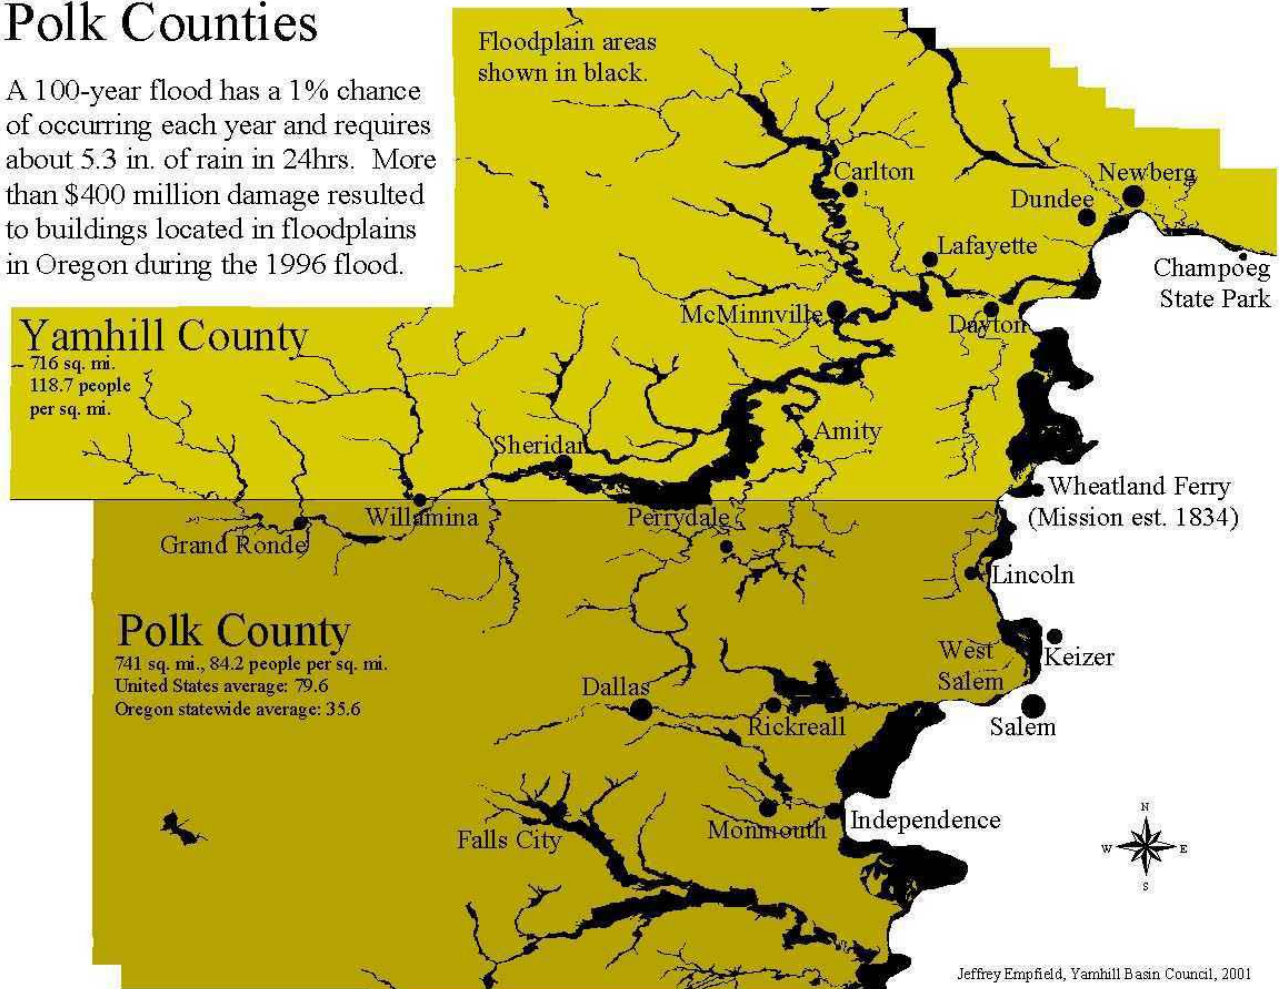 Polk Counties
A 100-year flood has a 1% chance
of occurring each year and requires
about 5.3 in. of rain in 24hrs.  More
than $400 million damage resulted
to buildings located in floodplains
in Oregon during the 1996 flood.
Floodplain areas
shown in black.
Carlton
Newberg
Dundee
Lafayette
Champoeg
State Park
McMinnville
Dayton
Yamhill County
716 sq. mi.
118.7 people
per sq. mi.
Amity
Sheridan
Wheatland Ferry
(Mission est. 1834)
Willamina
Perrydale
Grand Ronde
Lincoln
Polk County
741 sq. mi., 84.2 people per sq. mi.
United States average: 79.6
Oregon statewide average: 35.6
West
Salem
Keizer
Dallas
Rickreall
Salem
Monmouth
Independence
Falls City
N
W
E
S
Jeffrey Empfield, Yamhill Basin Council, 2001